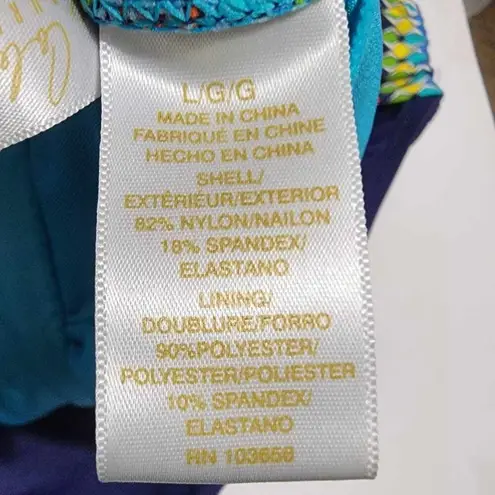 L/G/G
MADE IN CHINA
FABRIQUÉ EN CHINE
HECHO EN CHINA
SHELL/
EXTÉRIEUR/EXTERIOR
82% NYLON/NAILON
18% SPANDEX/
ELASTANO
LINING/
DOUBLURE/FORRO
90%POLYESTER/
POLYESTER/POLIESTER
10% SPANDEX/
ELASTANO
RN 103659